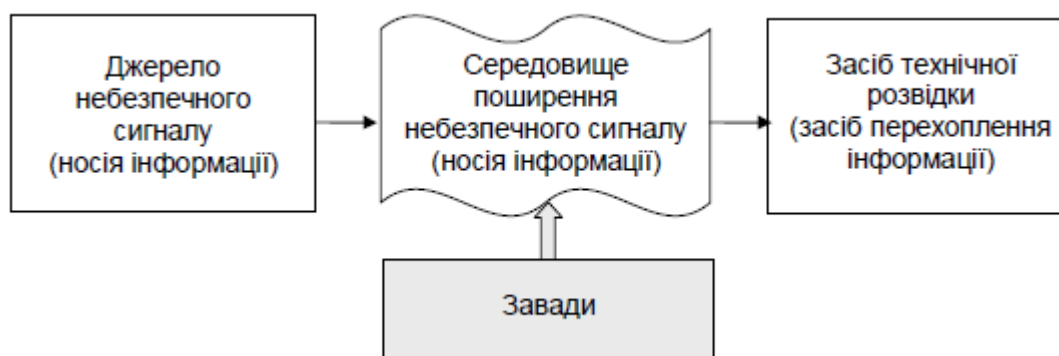 Джерело
небезпечного
сигналу
(носія інформації)
Середовище
поширення
небезпечного сигналу
(носія інформації)
Засіб технічної
розвідки
(засіб перехоплення
інформації)
Завади